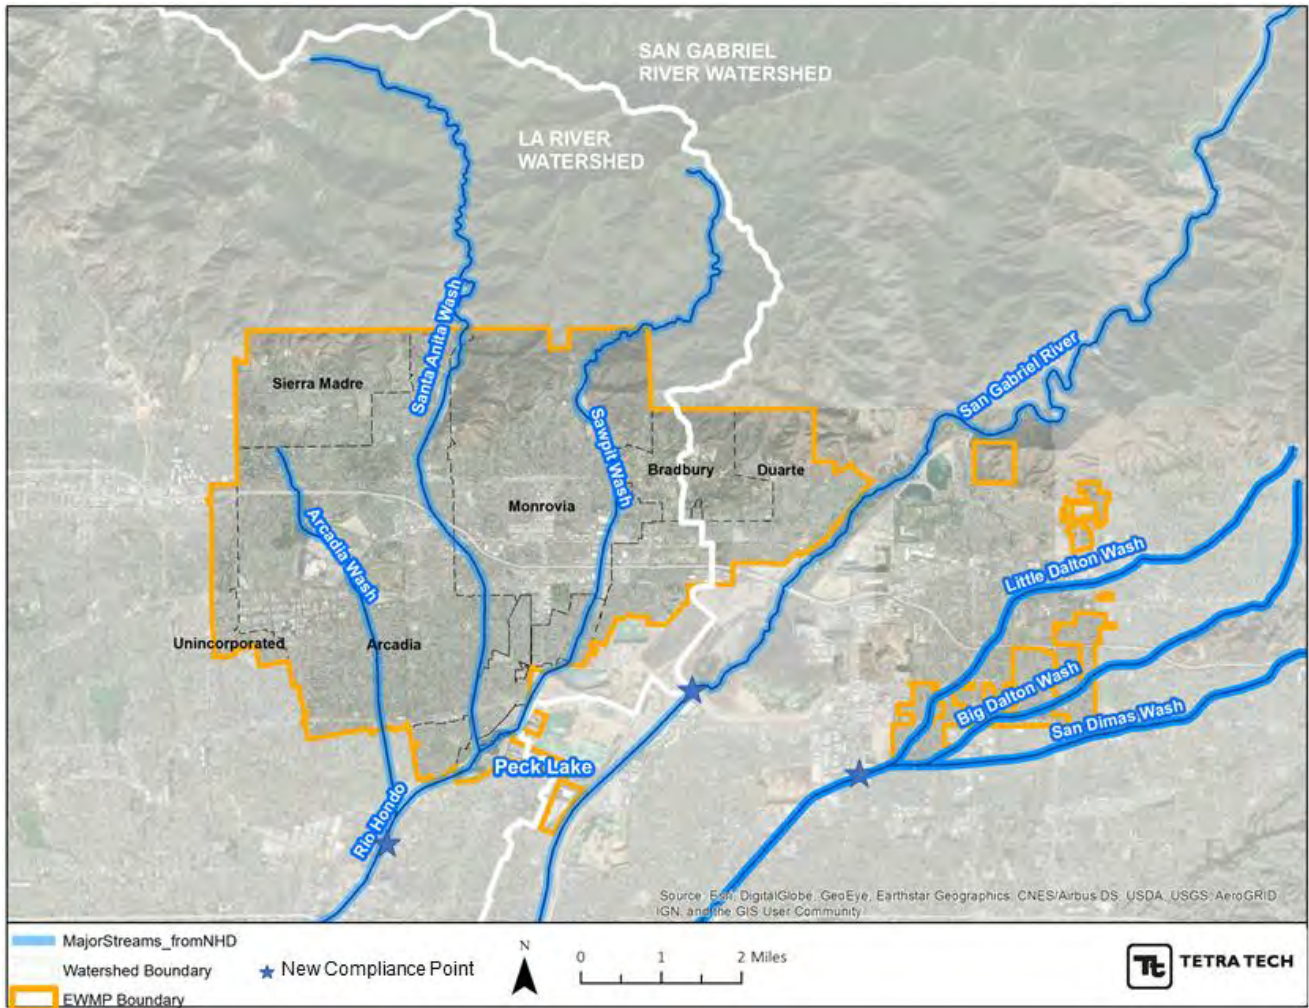 SAN GABRIEL
RIVER WATERSHED
LA RIVER
WATERSHED
Santa Anita Wash
San Gabriel River
Sierra Madre
Sawpit Wash
Bradbury
Duarte
Monrovia
Arcadia Wash
Little Dalton Wash
Unincorporated
Arcadia
Big Dalton Wash
San Dimas Wash
Peck Lake
Rio Hondo
Source: Esri, DigitalGlobe, GeoEye, Earthstar Geographics, CNES/Airbus DS, USDA, USGS, AeroGRID,
IGN, and the GIS User Community
MajorStreams_fromNHD
Watershed Boundary
New Compliance Point
EWMP Boundary
N
0 1 2 Miles
Tt TETRA TECH